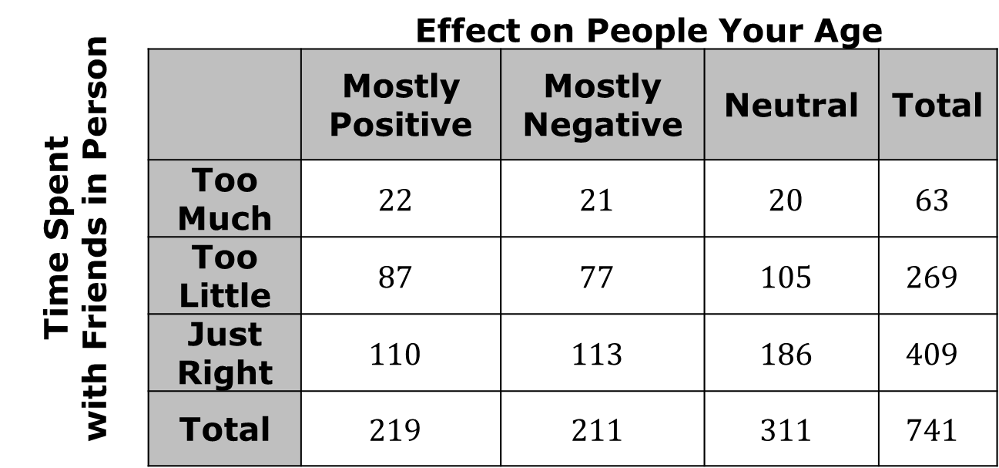 Effect on People Your Age
Time Spent
with Friends in Person
Mostly Positive Mostly Negative Neutral Total
Too Much 22 21 20 63
Too Little 87 77 105 269
Just Right 110 113 186 409
Total 219 211 311 741